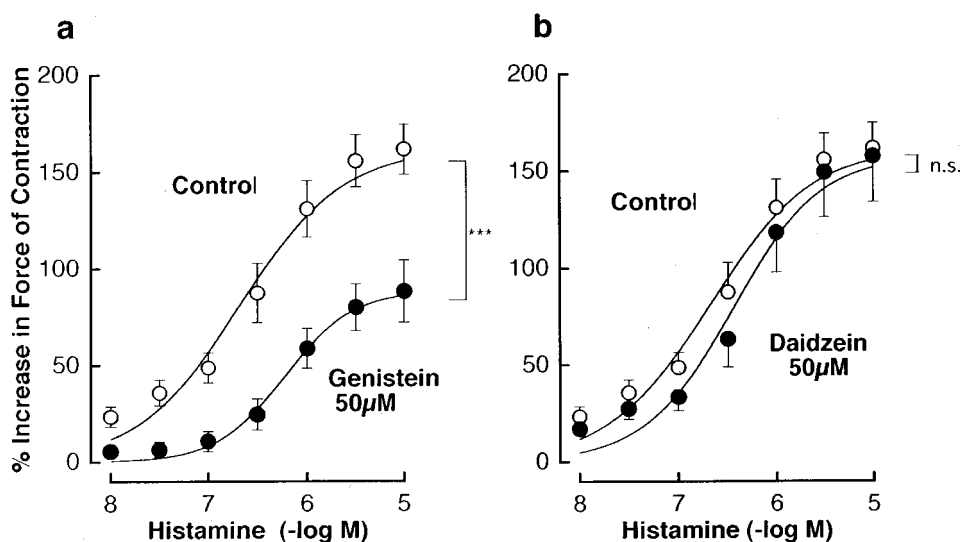 a
% Increase in Force of Contraction
200
150
100
50
0
Control
***
Genistein
50µM
8 7 6 5
Histamine (-log M)
b
200
150
100
50
0
Control
n.s.
Daidzein
50µM
8 7 6 5
Histamine (-log M)